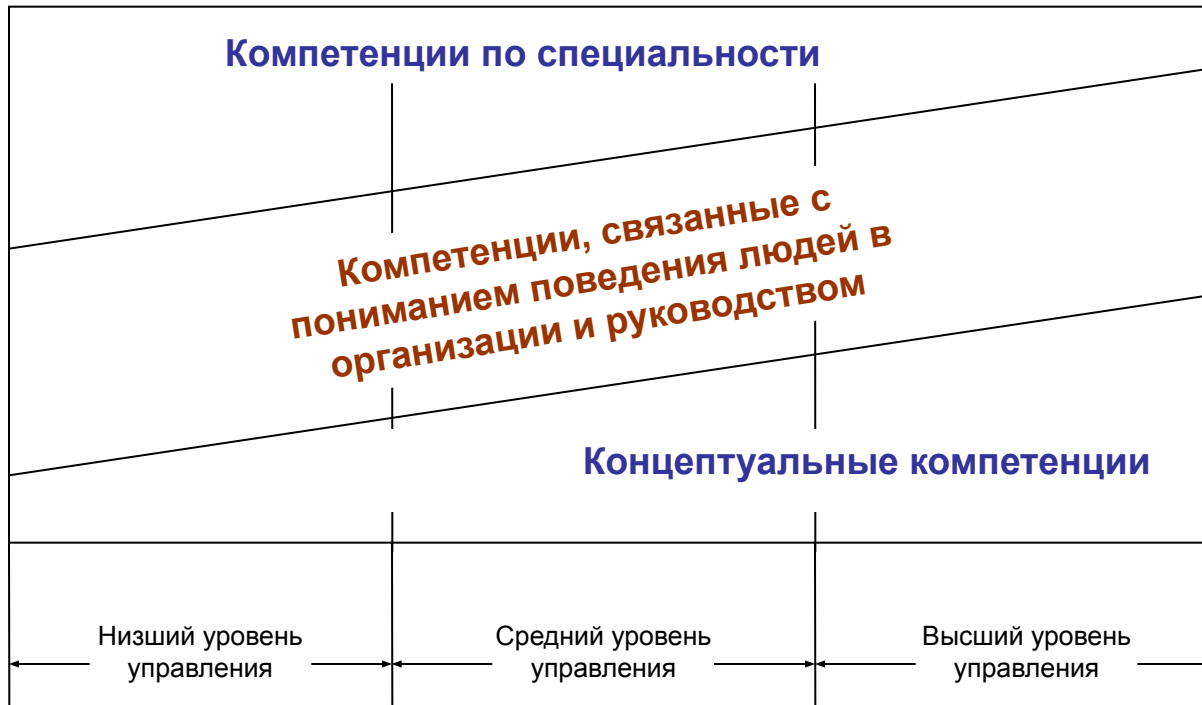 Компетенции по специальности
Компетенции, связанные с
пониманием поведения людей в
организации и руководством
Концептуальные компетенции
Низший уровень
управления
Средний уровень
управления
Высший уровень
управления